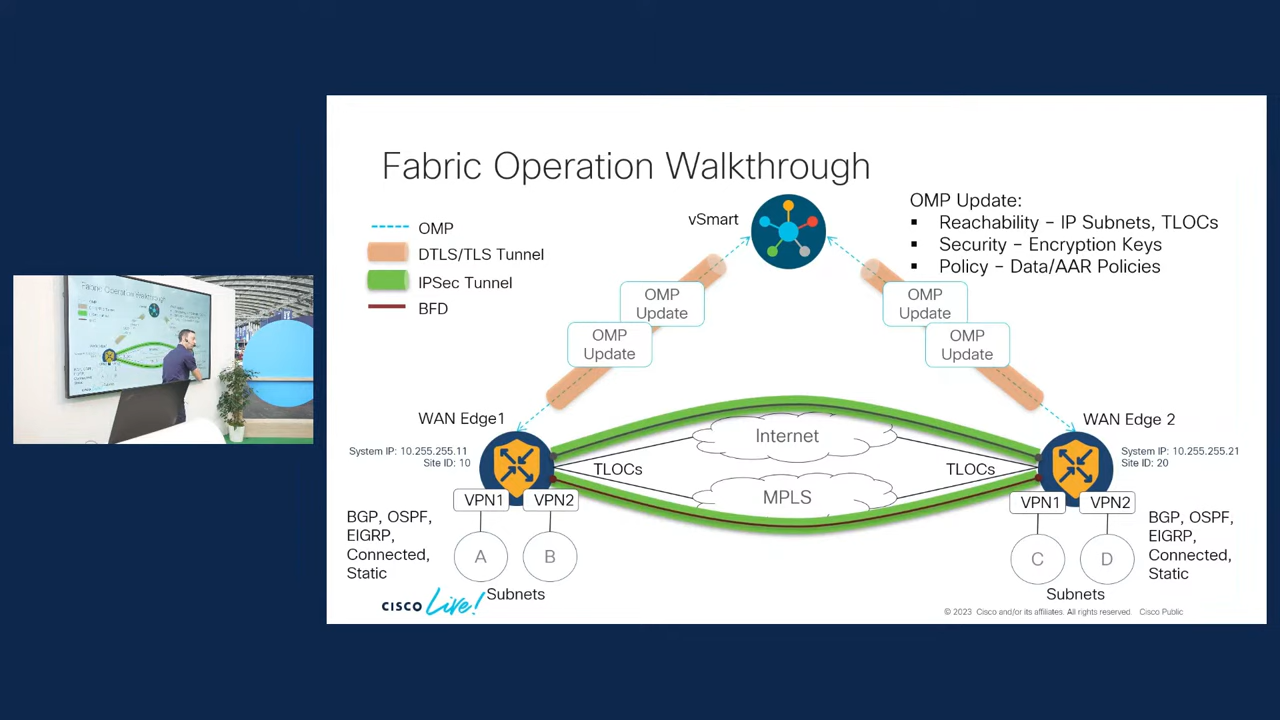 Fabric Operation Walkthrough
OMP
DTLS/TLS Tunnel
IPSec Tunnel
BFD
vSmart
OMP Update:
▪ Reachability – IP Subnets, TLOCs
▪ Security – Encryption Keys
▪ Policy – Data/AAR Policies
OMP
Update
OMP
Update
OMP
Update
OMP
Update
WAN Edge1
System IP: 10.255.255.11
Site ID: 10
Internet
TLOCs
TLOCs
MPLS
WAN Edge 2
System IP: 10.255.255.21
Site ID: 20
VPN1
VPN2
BGP, OSPF,
EIGRP,
Connected,
Static
A
B
Subnets
VPN1
VPN2
BGP, OSPF,
EIGRP,
Connected,
Static
C
D
Subnets
CISCO Live!
© 2023 Cisco and/or its affiliates. All rights reserved. Cisco Public
Fabric Operation Walkthrough